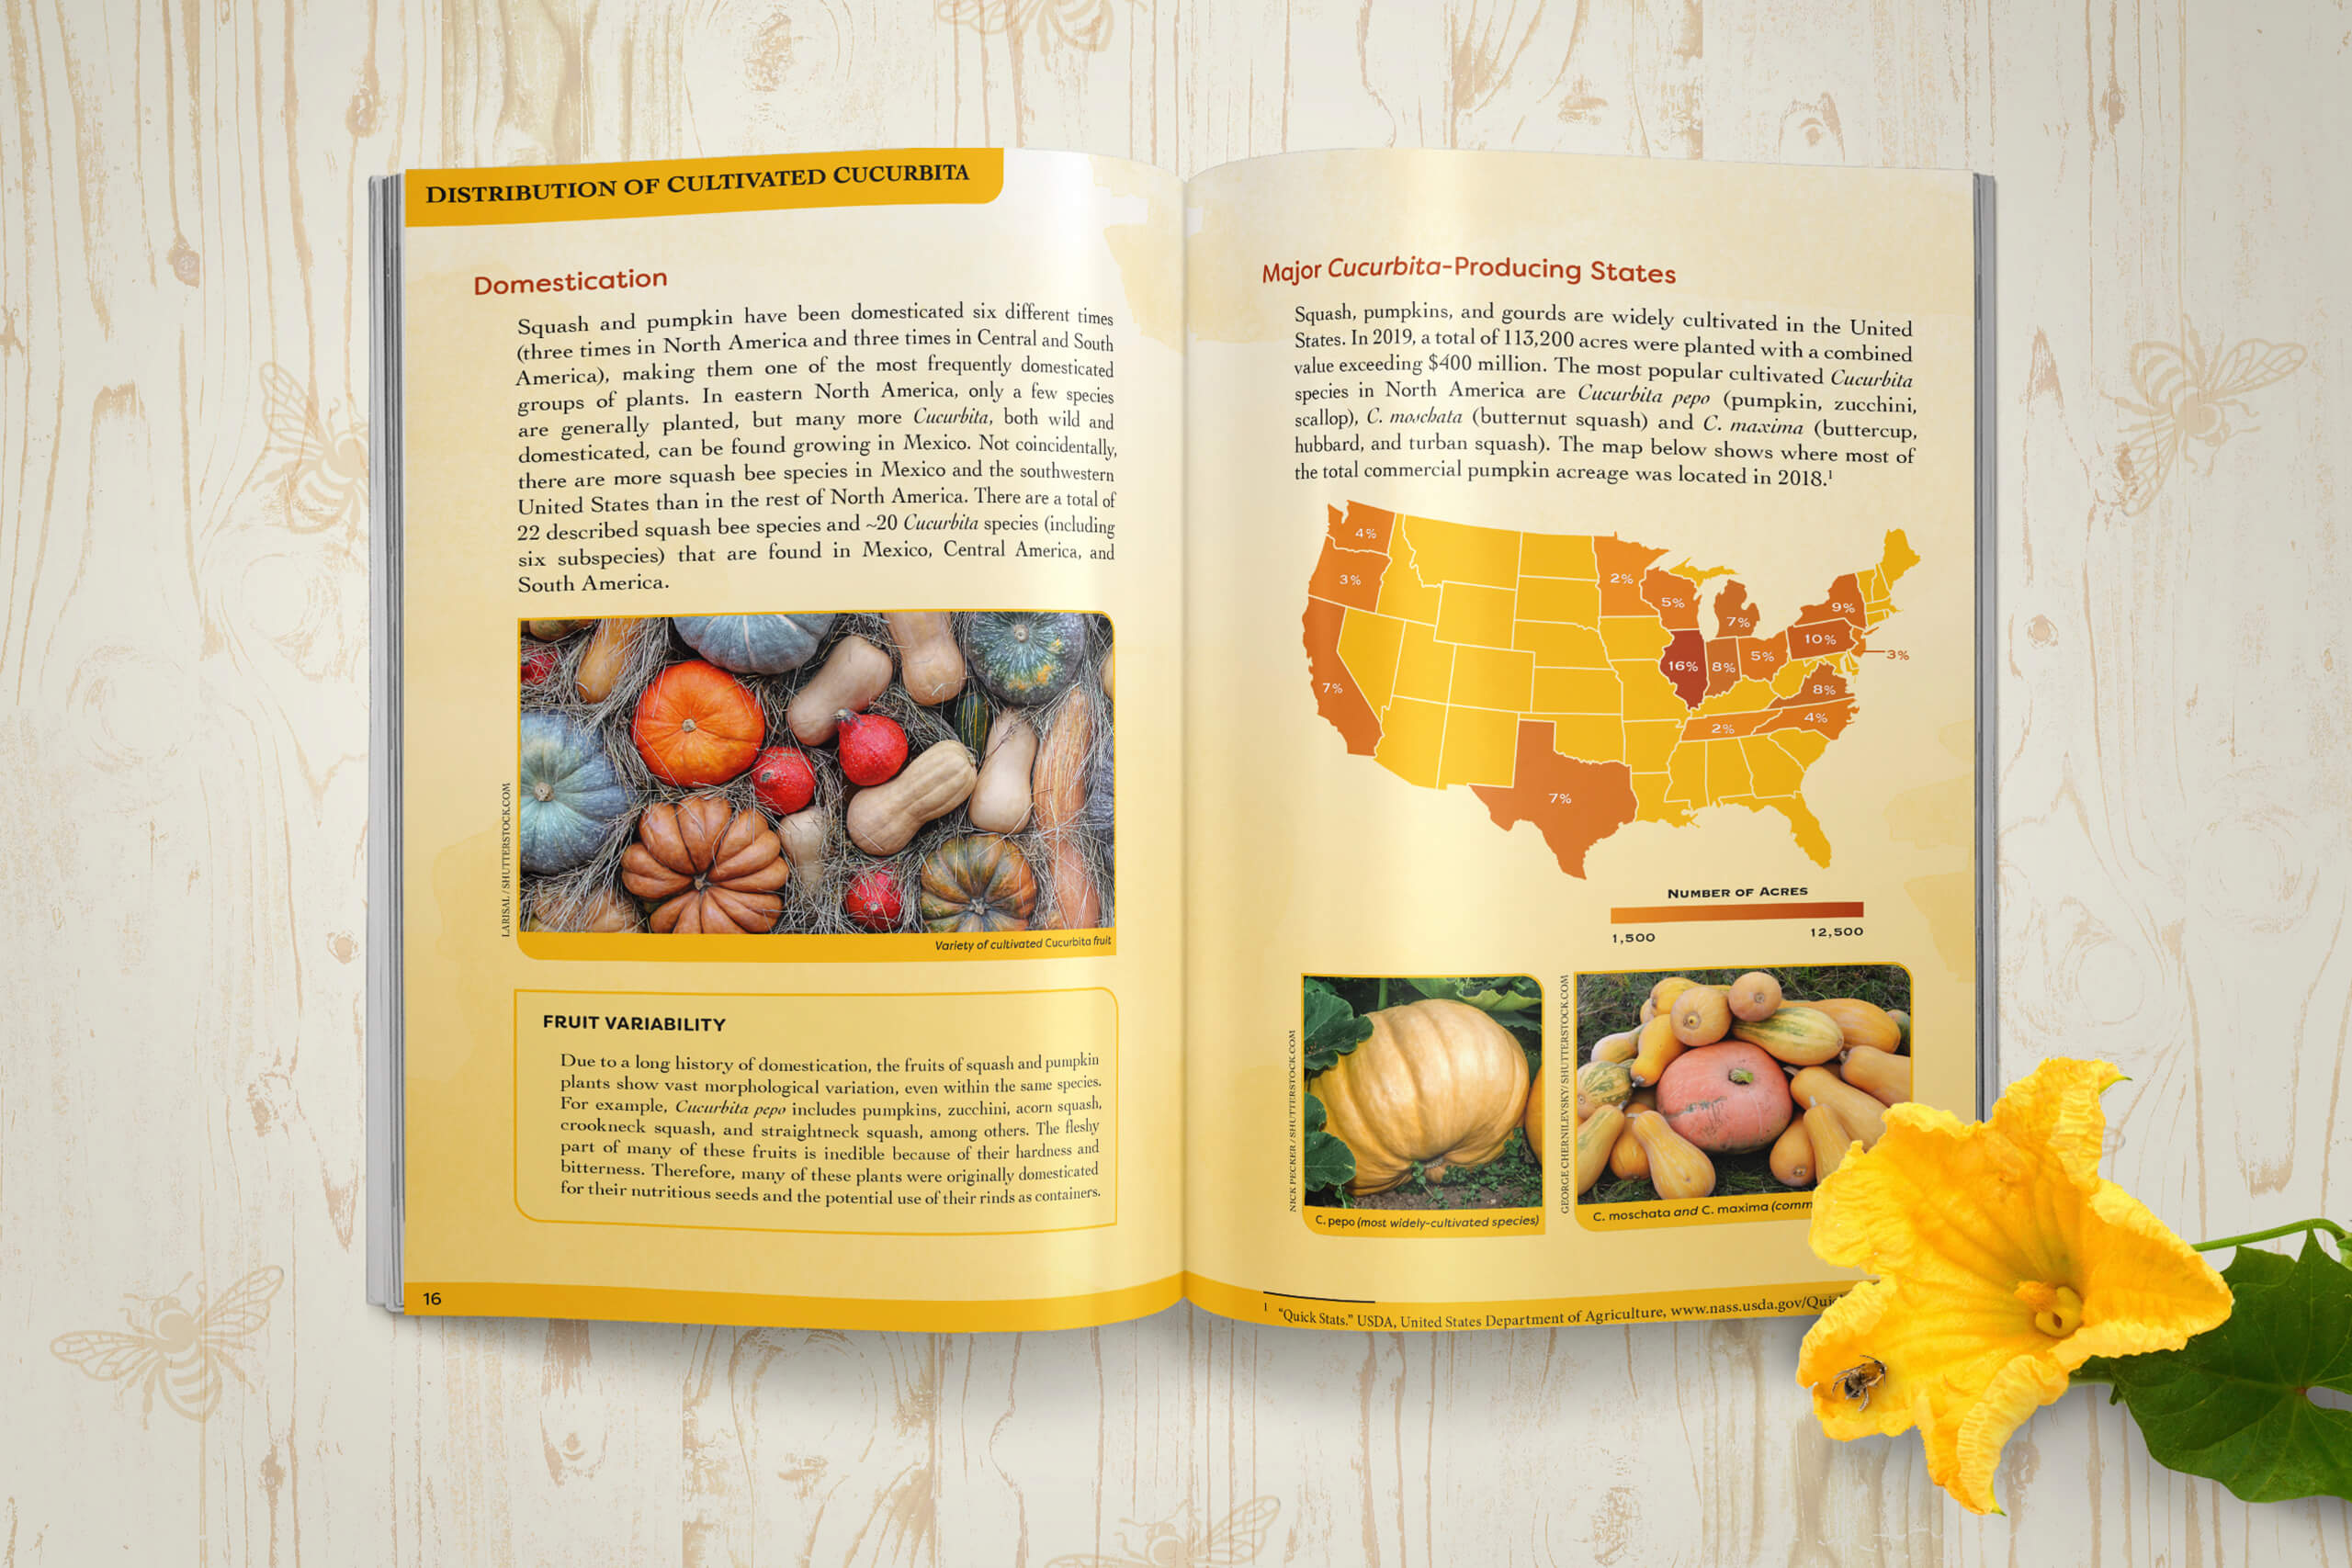 DISTRIBUTION OF CULTIVATED CUCURBITA
Domestication
Squash and pumpkin have been domesticated six different times
(three times in North America and three times in Central and South
America), making them one of the most frequently domesticated
groups of plants. In eastern North America, only a few species
are generally planted, but many more Cucurbita, both wild and
domesticated, can be found growing in Mexico. Not coincidentally,
there are more squash bee species in Mexico and the southwestern
United States than in the rest of North America. There are a total of
22 described squash bee species and ~20 Cucurbita species (including
six subspecies) that are found in Mexico, Central America, and
South America.
LARISAL / SHUTTERSTOCK.COM
Variety of cultivated Cucurbita fruit
FRUIT VARIABILITY
Due to a long history of domestication, the fruits of squash and pumpkin
plants show vast morphological variation, even within the same species.
For example, Cucurbita pepo includes pumpkins, zucchini, acorn squash,
crookneck squash, and straightneck squash, among others. The fleshy
part of many of these fruits is inedible because of their hardness and
bitterness. Therefore, many of these plants were originally domesticated
for their nutritious seeds and the potential use of their rinds as containers.
16
Major Cucurbita-Producing States
Squash, pumpkins, and gourds are widely cultivated in the United
States. In 2019, a total of 113,200 acres were planted with a combined
value exceeding $400 million. The most popular cultivated Cucurbita
species in North America are Cucurbita pepo (pumpkin, zucchini,
scallop), C. moschata (butternut squash) and C. maxima (buttercup,
hubbard, and turban squash). The map below shows where most of
the total commercial pumpkin acreage was located in 2018.¹
4%
3%
2%
5%
7%
9%
10%
3%
16%
8%
5%
7%
8%
4%
2%
7%
NUMBER OF ACRES
1,500
12,500
NICK PECKER / SHUTTERSTOCK.COM
C. pepo (most widely-cultivated species)
GEORGE CHERNILEVSKY/ SHUTTERSTOCK.COM
C. moschata and C. maxima (comm
1 "Quick Stats." USDA, United States Department of Agriculture, www.nass.usda.gov/Quic